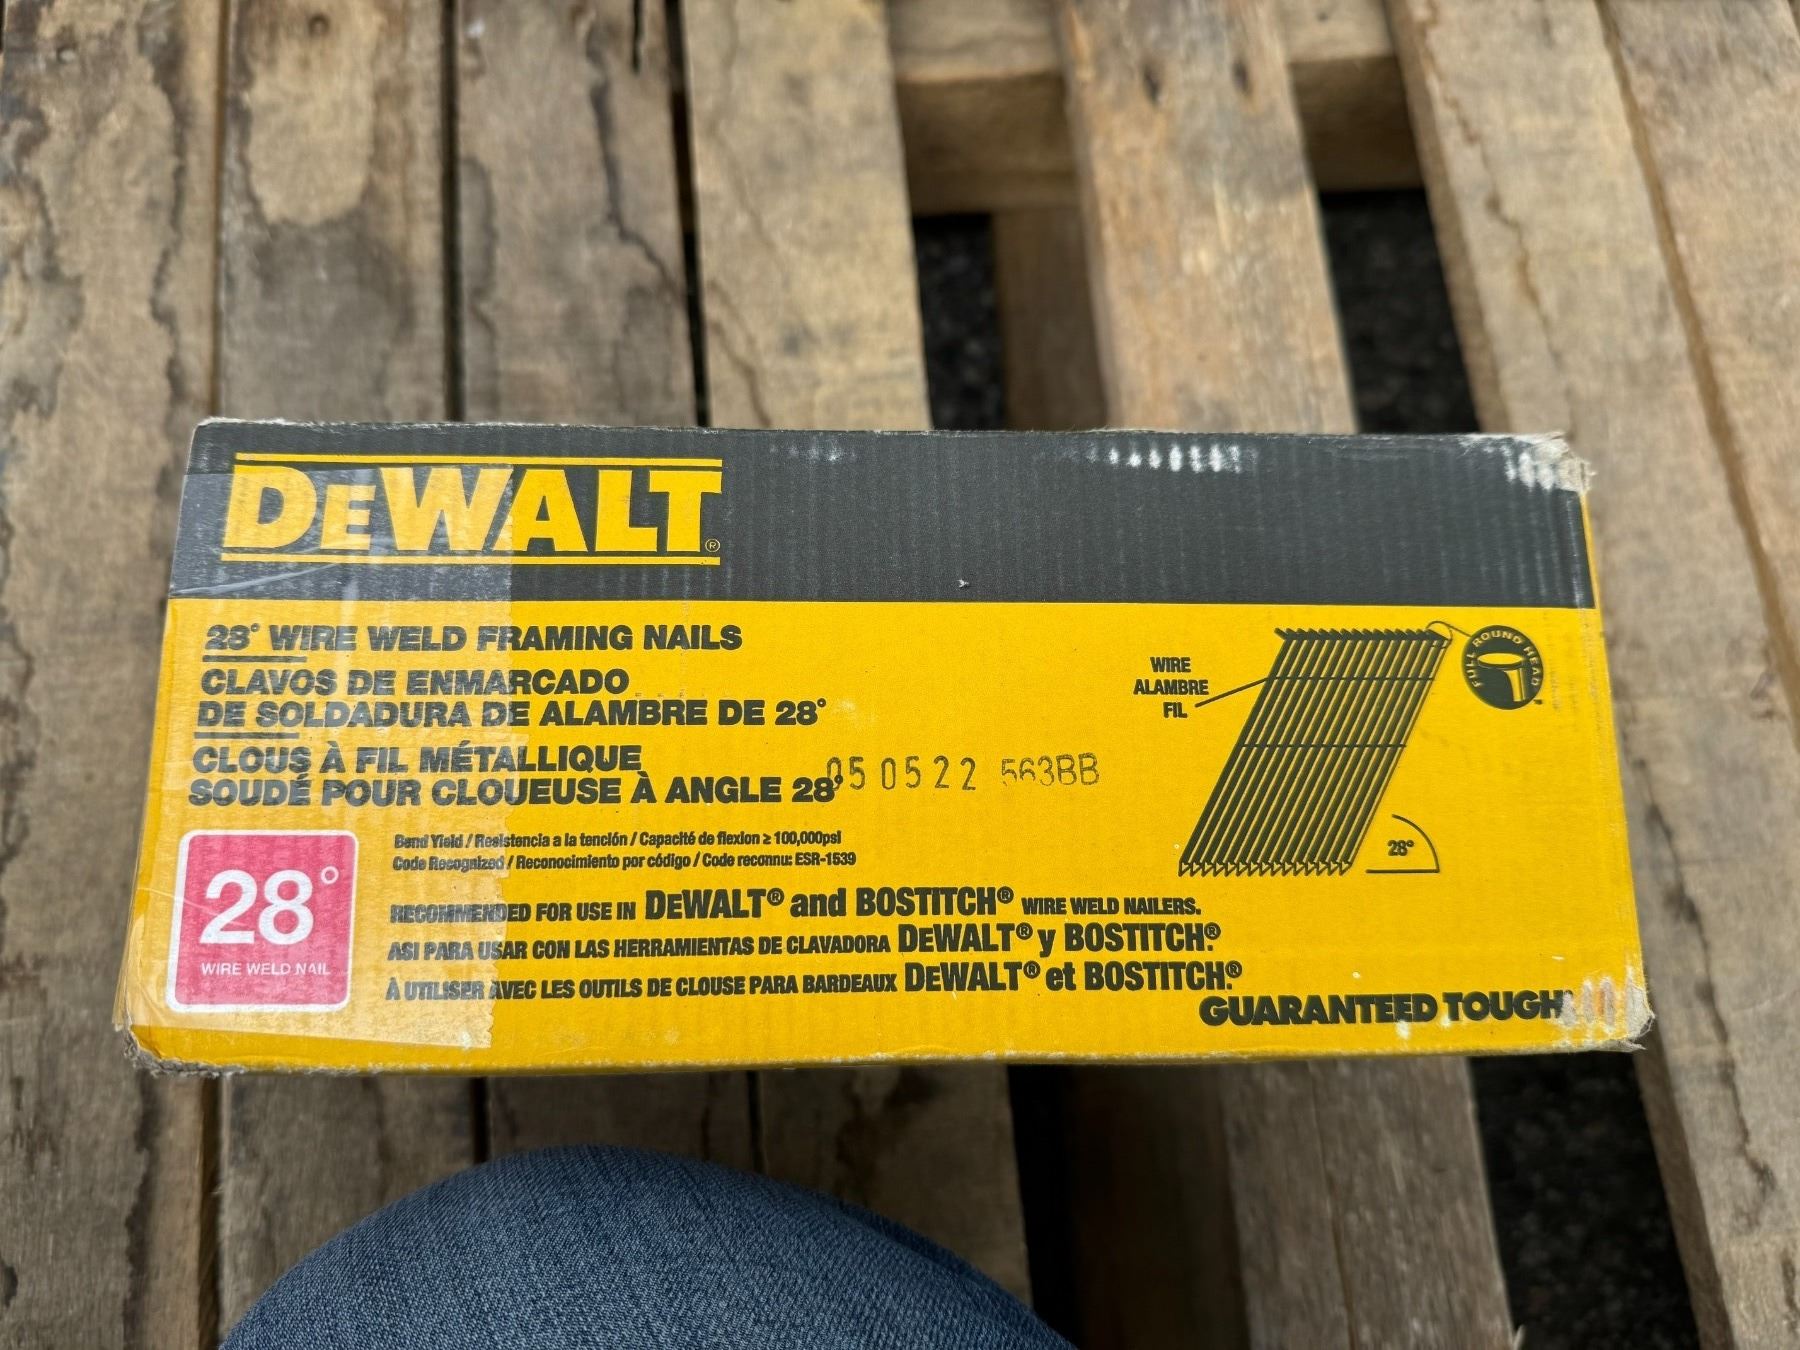 DEWALT®
28° WIRE WELD FRAMING NAILS
CLAVOS DE ENMARCADO
DE SOLDADURA DE ALAMBRE DE 28°
CLOUS À FIL MÉTALLIQUE
SOUDÉ POUR CLOUEUSE À ANGLE 28°
050522 563BB
Bend Yield / Resistencia a la tención / Capacité de flexion ≥ 100,000psi
Code Recognized / Reconocimiento por código / Code reconnu: ESR-1539
28°
WIRE WELD NAIL
RECOMMENDED FOR USE IN DEWALT® and BOSTITCH® WIRE WELD NAILERS.
ASI PARA USAR CON LAS HERRAMIENTAS DE CLAVADORA DEWALT® y BOSTITCH®.
À UTILISER AVEC LES OUTILS DE CLOUSE PARA BARDEAUX DEWALT® et BOSTITCH®.
GUARANTEED TOUGH
WIRE
ALAMBRE
FIL
FULL ROUND HEAD
28°